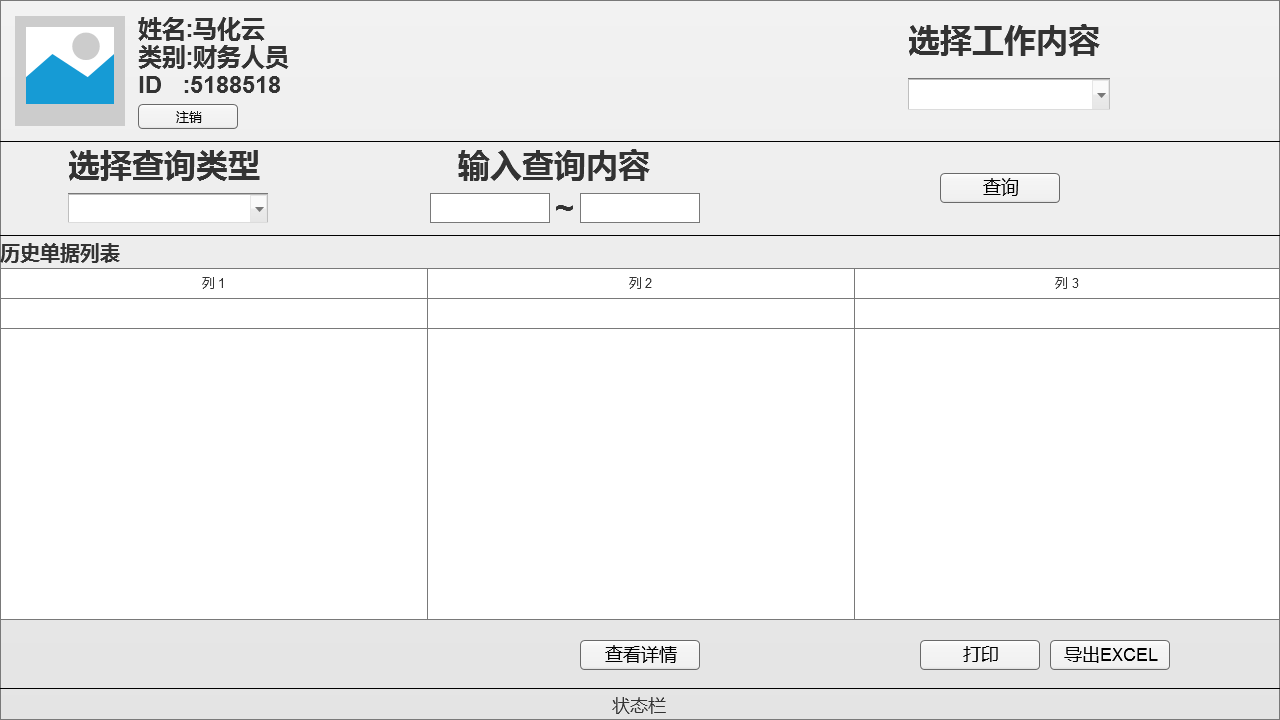 姓名:马化云
类别:财务人员
ID :5188518
注销
选择工作内容
选择查询类型
输入查询内容
~
查询
历史单据列表
列 1 列 2 列 3
查看详情 打印 导出EXCEL
状态栏